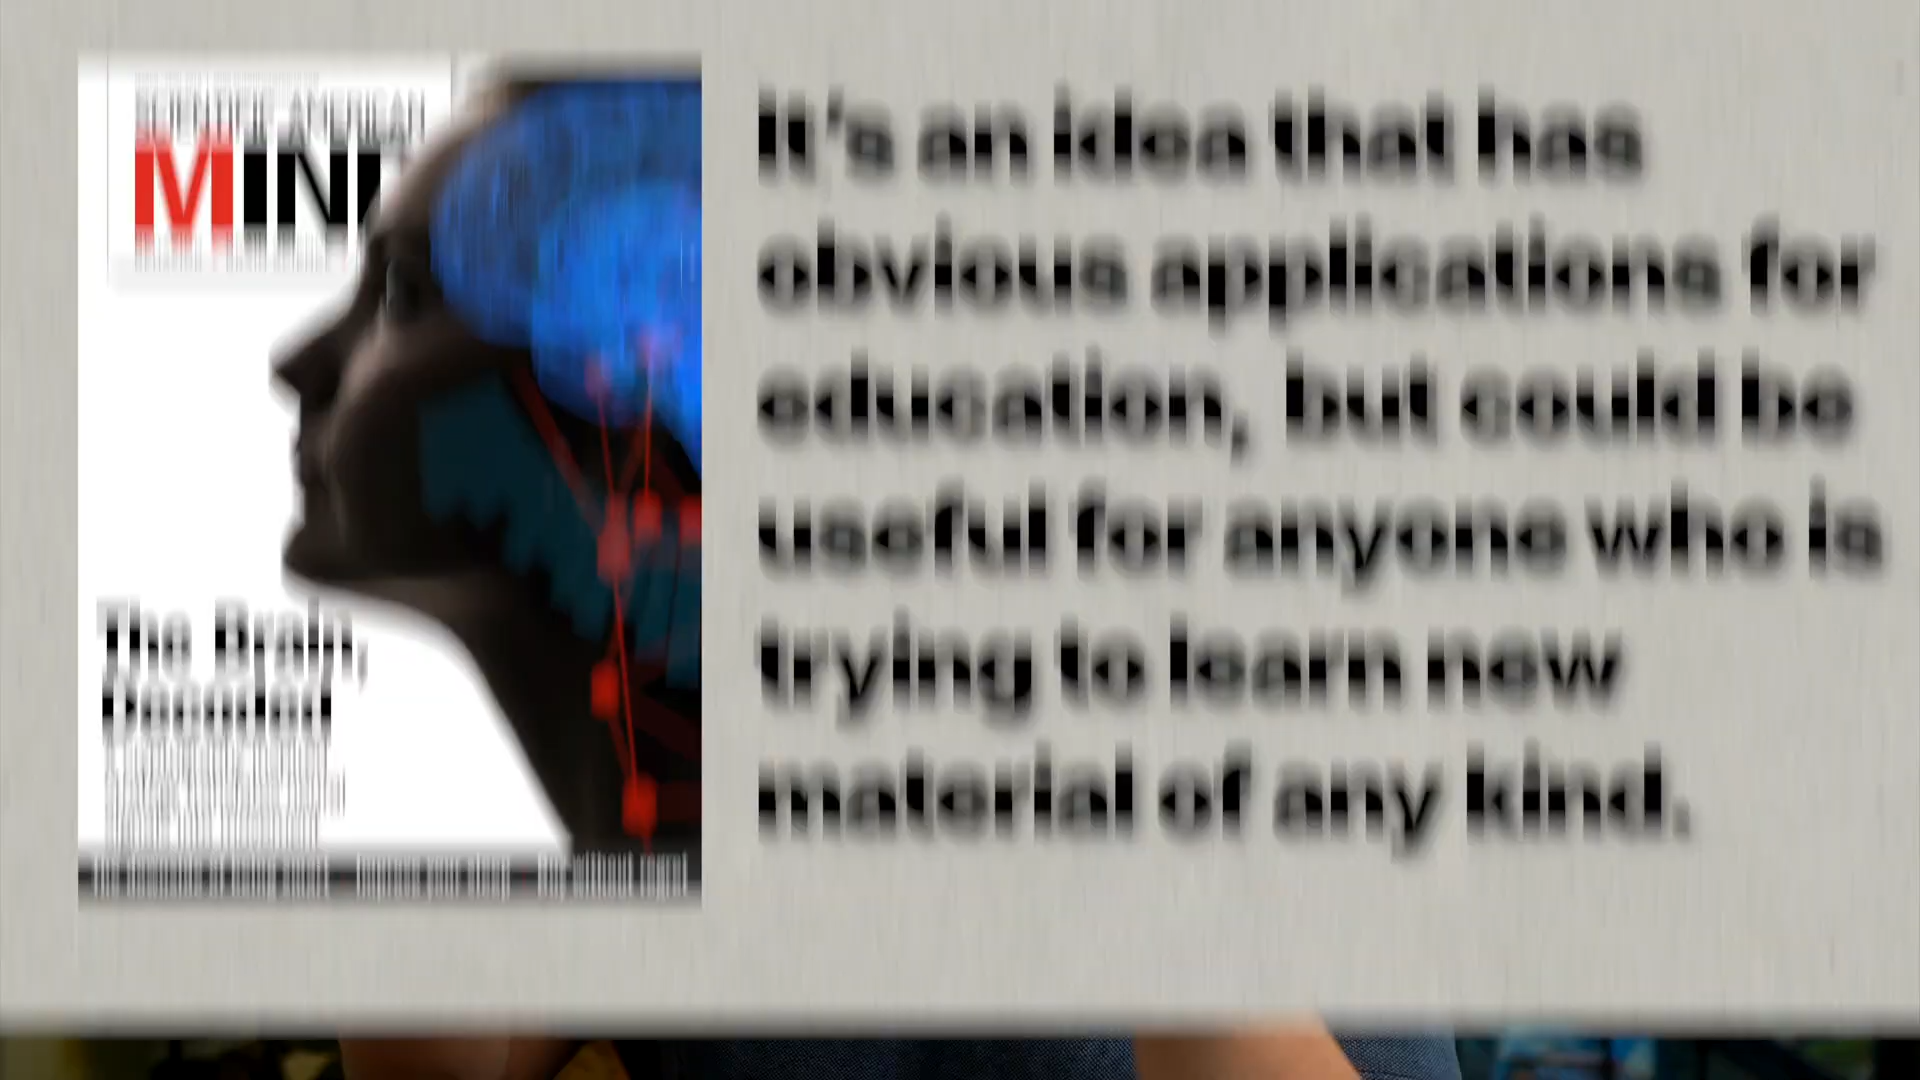 SCIENTIFIC AMERICAN
MIN
The Brain,
Decoded
It's an idea that has
obvious applications for
education, but could be
useful for anyone who is
trying to learn new
material of any kind.